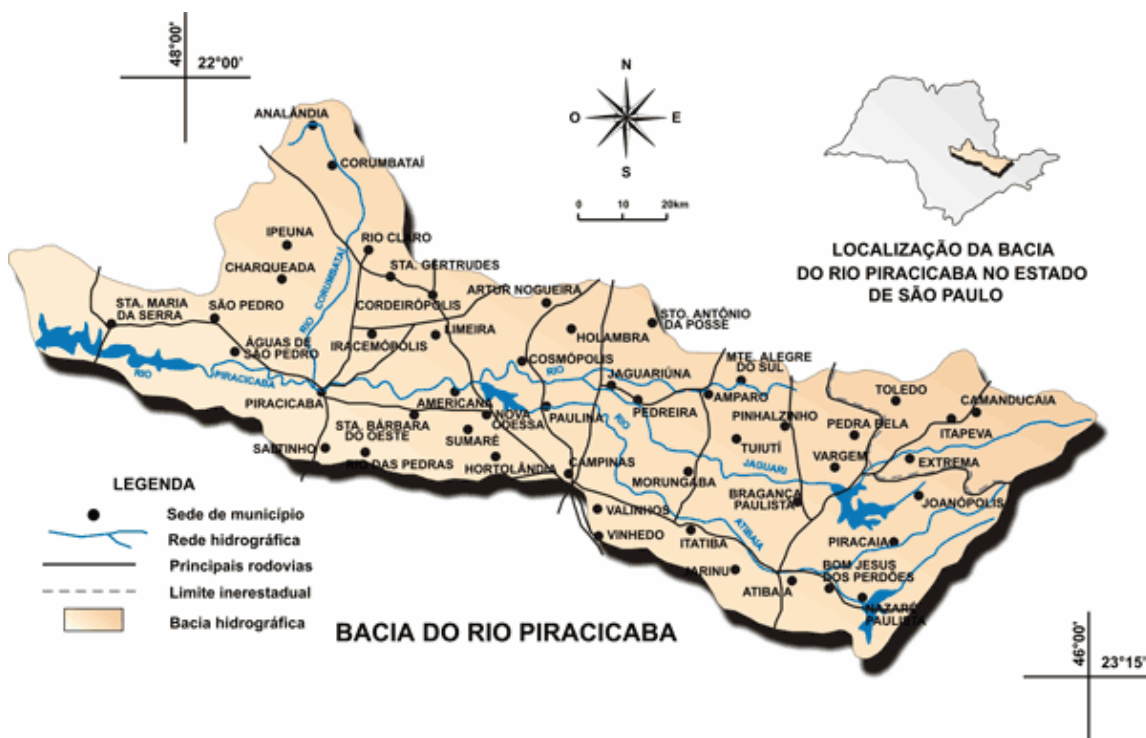 48°00'
22°00'
N
O
E
S
0 10 20km
LOCALIZAÇÃO DA BACIA
DO RIO PIRACICABA NO ESTADO
DE SÃO PAULO
ANALÂNDIA
CORUMBATAÍ
IPEUNA
RIO CLARO
CHARQUEADA
STA. GERTRUDES
RIO CORUMBATAÍ
STA. MARIA
DA SERRA
SÃO PEDRO
CORDEIRÓPOLIS
ARTUR NOGUEIRA
STO. ANTÔNIO
DA POSSE
ÁGUAS DE
SÃO PEDRO
IRACEMÓPOLIS
LIMEIRA
HOLAMBRA
COSMÓPOLIS
MTE. ALEGRE
DO SUL
RIO
PIRACICABA
RIO
JAGUARIÚNA
TOLEDO
CAMANDUCAIA
PIRACICABA
AMERICANA
NOVA
ODESSA
PAULINA
RIO
PEDREIRA
AMPARO
PINHALZINHO
PEDRA BELA
ITAPEVA
STA. BÁRBARA
DO OESTE
SUMARÉ
TUIUTÍ
SALTINHO
RIO DAS PEDRAS
HORTOLÂNDIA
CAMPINAS
JAGUARI
VARGEM
EXTREMA
MORUNGABA
BRAGANÇA
PAULISTA
JOANÓPOLIS
VALINHOS
VINHEDO
ITATIBA
ATIBAIA
PIRACAIA
JARINU
ATIBAIA
BOM JESUS
DOS PERDÕES
NAZARÉ
PAULISTA
LEGENDA
Sede de município
Rede hidrográfica
Principais rodovias
Limite inerestadual
Bacia hidrográfica
BACIA DO RIO PIRACICABA
46°00'
23°15'